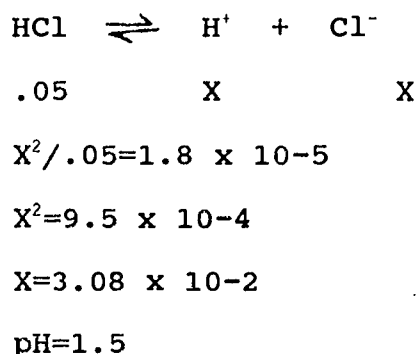 HCl ⇌ H⁺ + Cl⁻
.05 X X
X²/.05=1.8 x 10-5
X²=9.5 x 10-4
X=3.08 x 10-2
pH=1.5